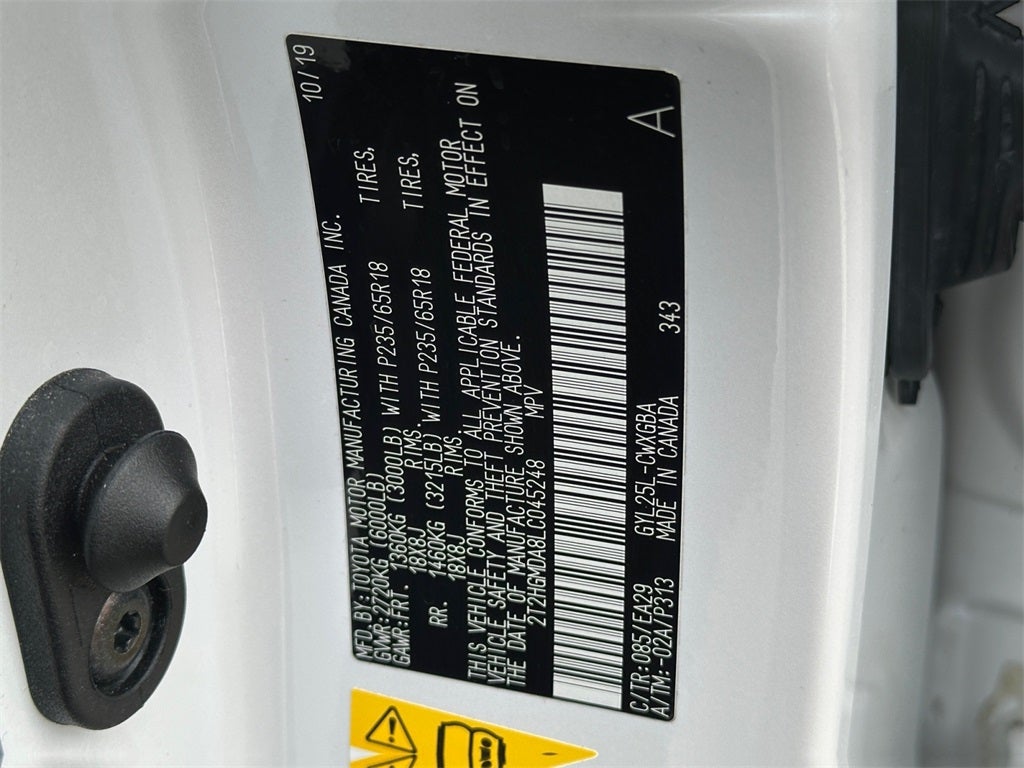 MFD.BY:TOYOTA MOTOR MANUFACTURING CANADA INC. 10/19
GVWR:2720KG (6000LB)
GAWR:FRT. 1360KG (3000LB) WITH P235/65R18 TIRES,
18X8J RIMS.
RR. 1460KG (3215LB) WITH P235/65R18 TIRES,
18X8J RIMS.
THIS VEHICLE CONFORMS TO ALL APPLICABLE FEDERAL MOTOR
VEHICLE SAFETY AND THEFT PREVENTION STANDARDS IN EFFECT ON
THE DATE OF MANUFACTURE SHOWN ABOVE.
2T2HGMDA8LC045248 MPV
C/TR:085/EA29 GYL25L-CWXGBA 343 A
A/TM:-02A/P313 MADE IN CANADA